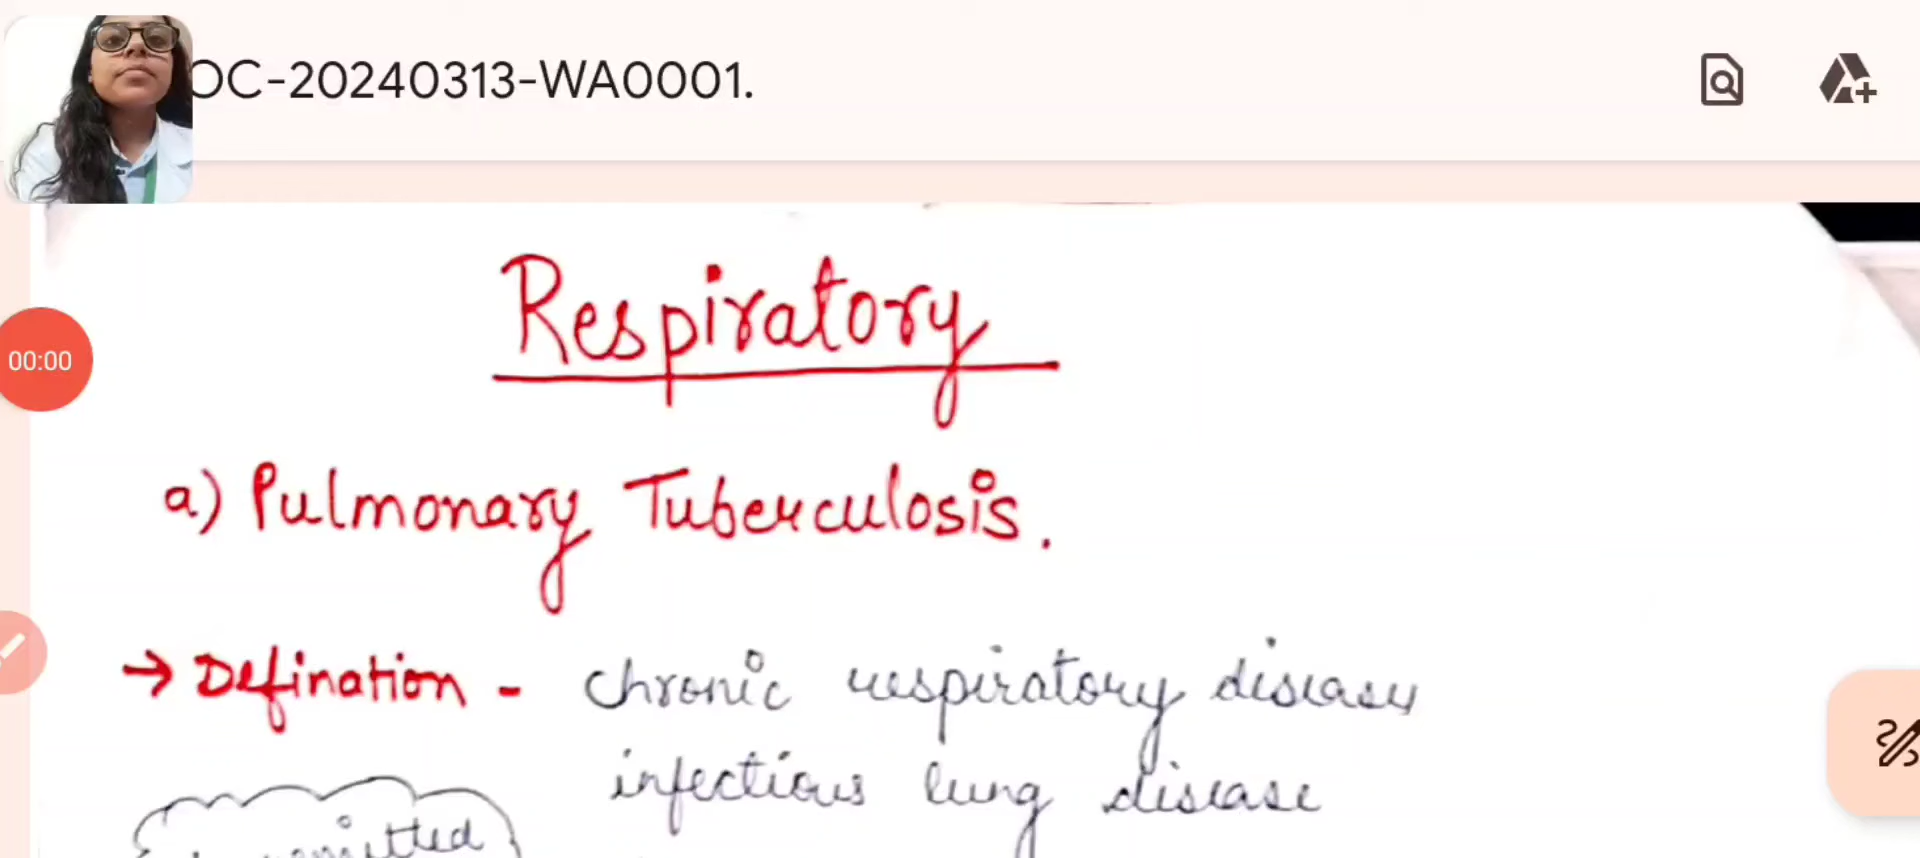 OC-20240313-WA0001.
Respiratory
00:00
a) Pulmonary Tuberculosis.
→ Defination - chronic respiratory disease
infectious lung disease